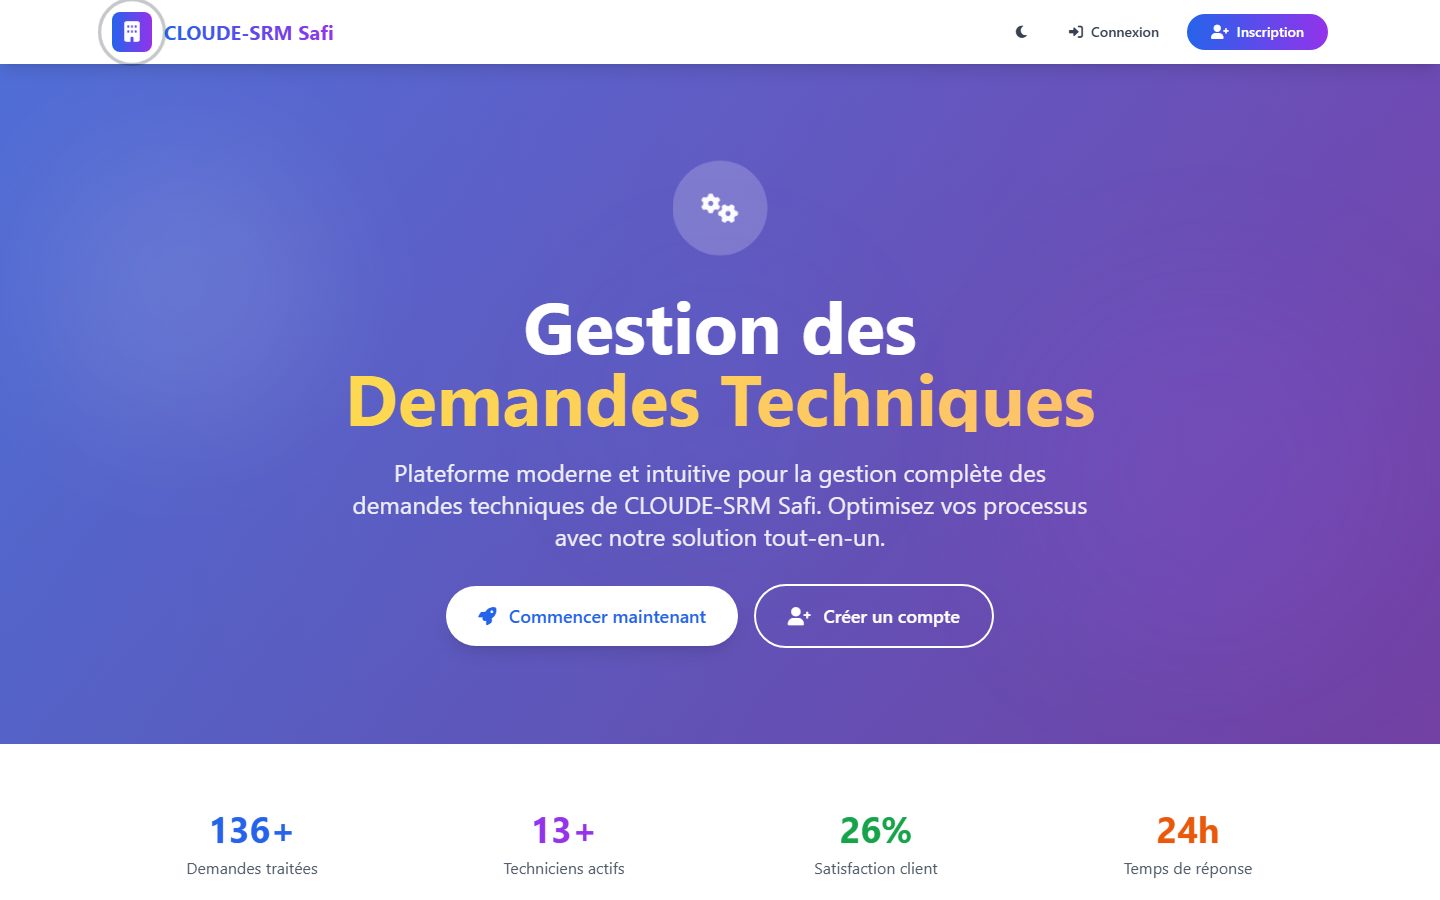 CLOUDE-SRM Safi
Connexion
Inscription
Gestion des
Demandes Techniques
Plateforme moderne et intuitive pour la gestion complète des
demandes techniques de CLOUDE-SRM Safi. Optimisez vos processus
avec notre solution tout-en-un.
Commencer maintenant
Créer un compte
136+
Demandes traitées
13+
Techniciens actifs
26%
Satisfaction client
24h
Temps de réponse